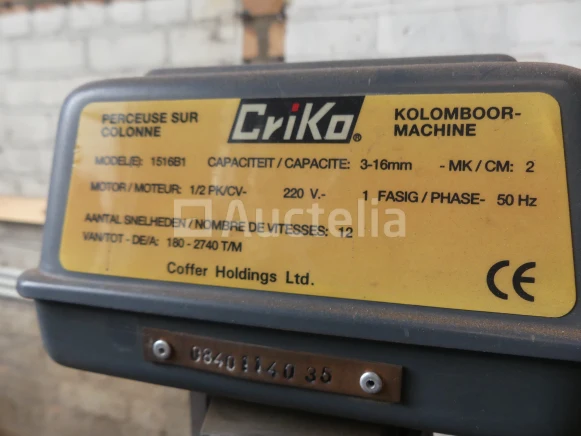 PERCEUSE SUR COLONNE
CriKo®
KOLOMBOOR-MACHINE
MODEL(E): 1516B1 CAPACITEIT / CAPACITE: 3-16mm - MK / CM: 2
MOTOR / MOTEUR: 1/2 PK/CV- 220 V.- 1 FASIG / PHASE- 50 Hz
AANTAL SNELHEDEN / NOMBRE DE VITESSES: 12
VAN/TOT - DE/A: 180 - 2740 T/M
Coffer Holdings Ltd.
CE
Auctelia
0840114035